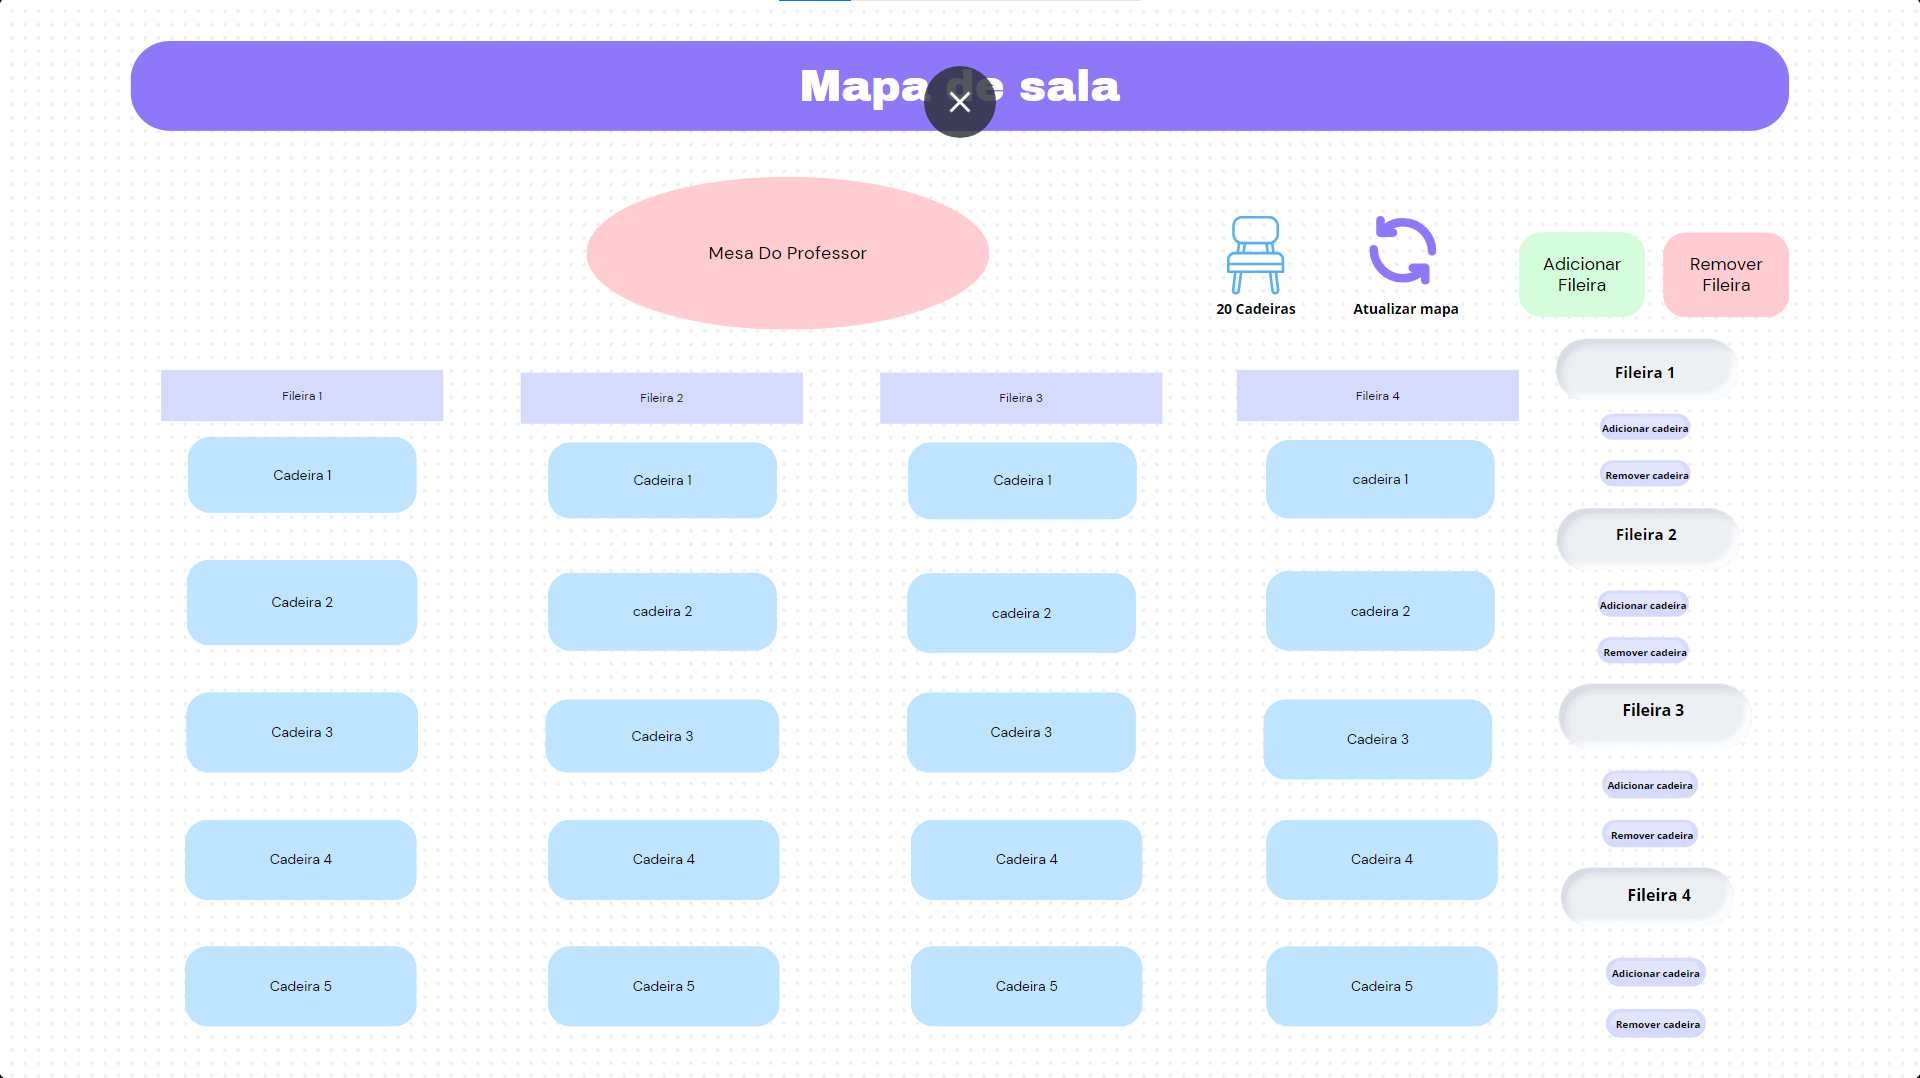 Mapa de sala
Mesa Do Professor
20 Cadeiras
Atualizar mapa
Adicionar
Fileira
Remover
Fileira
Fileira 1
Fileira 2
Fileira 3
Fileira 4
Cadeira 1
Cadeira 1
Cadeira 1
cadeira 1
Cadeira 2
cadeira 2
cadeira 2
cadeira 2
Cadeira 3
Cadeira 3
Cadeira 3
Cadeira 3
Cadeira 4
Cadeira 4
Cadeira 4
Cadeira 4
Cadeira 5
Cadeira 5
Cadeira 5
Cadeira 5
Fileira 1
Adicionar cadeira
Remover cadeira
Fileira 2
Adicionar cadeira
Remover cadeira
Fileira 3
Adicionar cadeira
Remover cadeira
Fileira 4
Adicionar cadeira
Remover cadeira